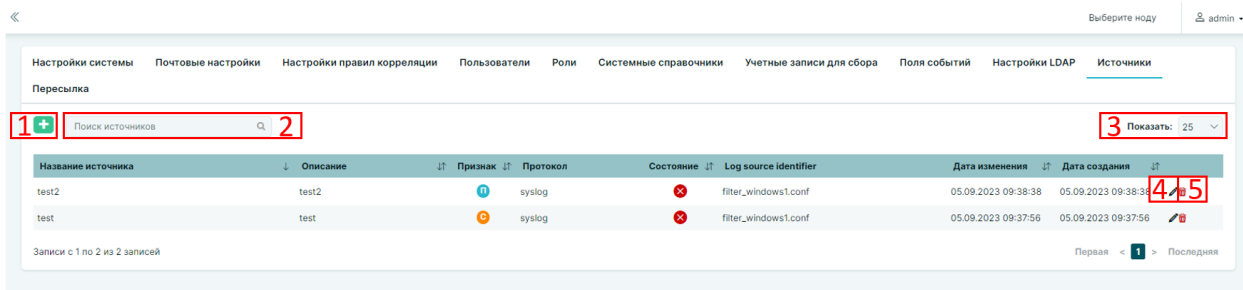 Выберите ноду admin
Настройки системы Почтовые настройки Настройки правил корреляции Пользователи Роли Системные справочники Учетные записи для сбора Поля событий Настройки LDAP Источники
Пересылка
1 + Поиск источников 2 3 Показать: 25
Название источника Описание Признак Протокол Состояние Log source identifier Дата изменения Дата создания
test2 test2 П syslog filter_windows1.conf 05.09.2023 09:38:38 05.09.2023 09:38:38 4 5
test test С syslog filter_windows1.conf 05.09.2023 09:37:56 05.09.2023 09:37:56
Записи с 1 по 2 из 2 записей Первая < 1 > Последняя